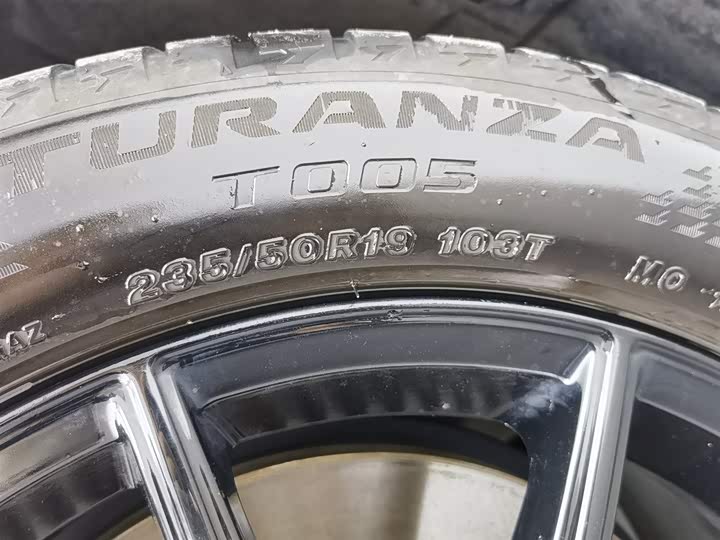 TURANZA
T005
235/50R19 103T
MO